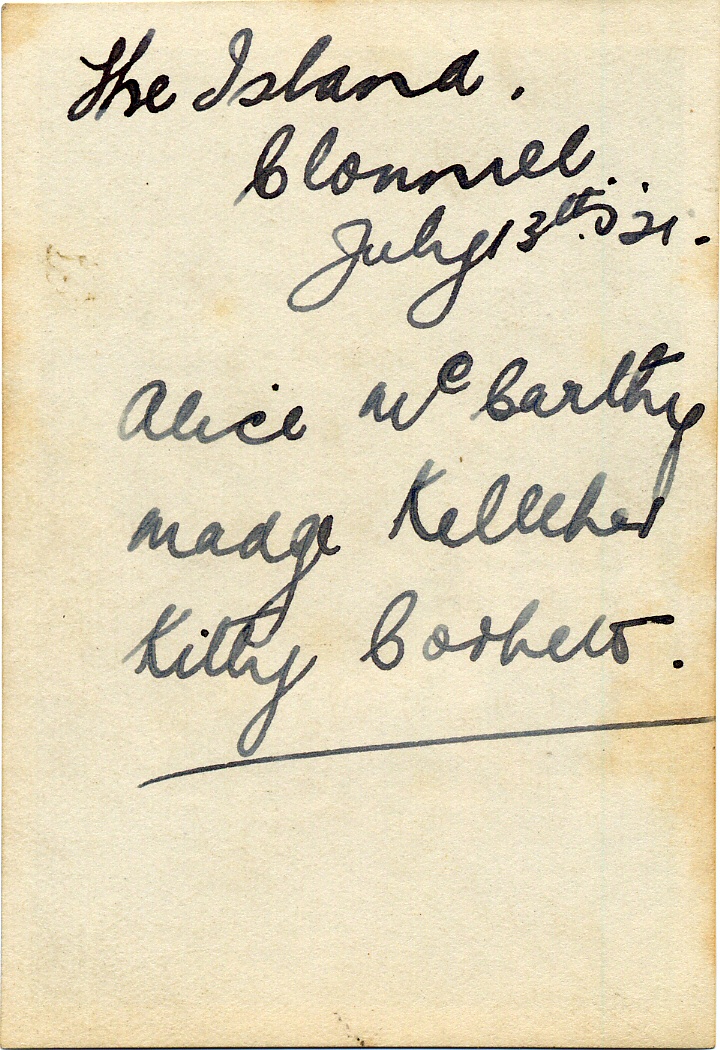 The Island.
Clonmel.
July 13th '21.
Alice McCarthy
Madge Kelleher
Kitty Corbett.